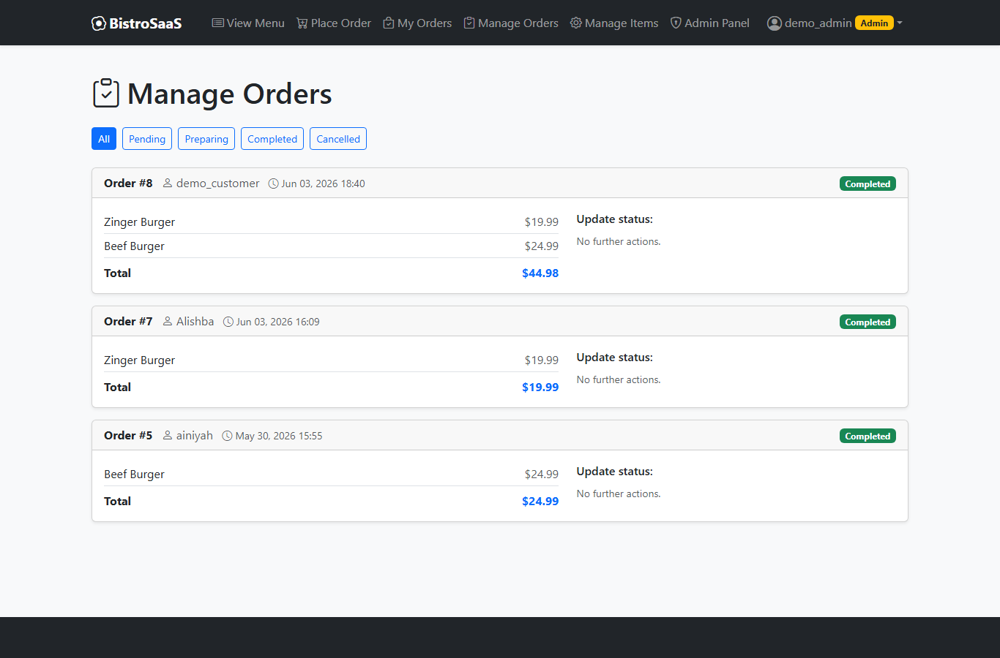 BistroSaaS View Menu Place Order My Orders Manage Orders Manage Items Admin Panel demo_admin Admin
Manage Orders
All Pending Preparing Completed Cancelled
Order #8 demo_customer Jun 03, 2026 18:40 Completed
Zinger Burger $19.99
Beef Burger $24.99
Total $44.98
Update status:
No further actions.
Order #7 Alishba Jun 03, 2026 16:09 Completed
Zinger Burger $19.99
Total $19.99
Update status:
No further actions.
Order #5 ainiyah May 30, 2026 15:55 Completed
Beef Burger $24.99
Total $24.99
Update status:
No further actions.